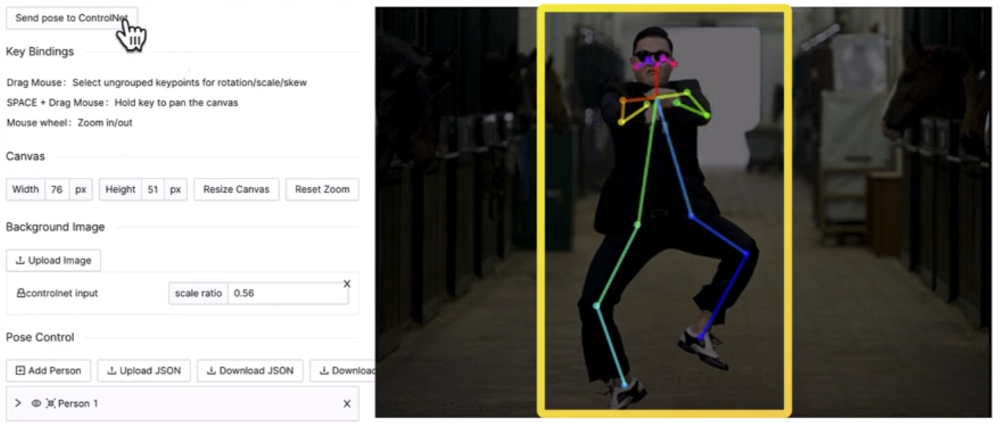 Send pose to ControlNet
Key Bindings
Drag Mouse: Select ungrouped keypoints for rotation/scale/skew
SPACE + Drag Mouse: Hold key to pan the canvas
Mouse wheel: Zoom in/out
Canvas
Width 76 px Height 51 px Resize Canvas Reset Zoom
Background Image
Upload Image
controlnet input scale ratio 0.56 X
Pose Control
Add Person Upload JSON Download JSON Download
> Person 1 X